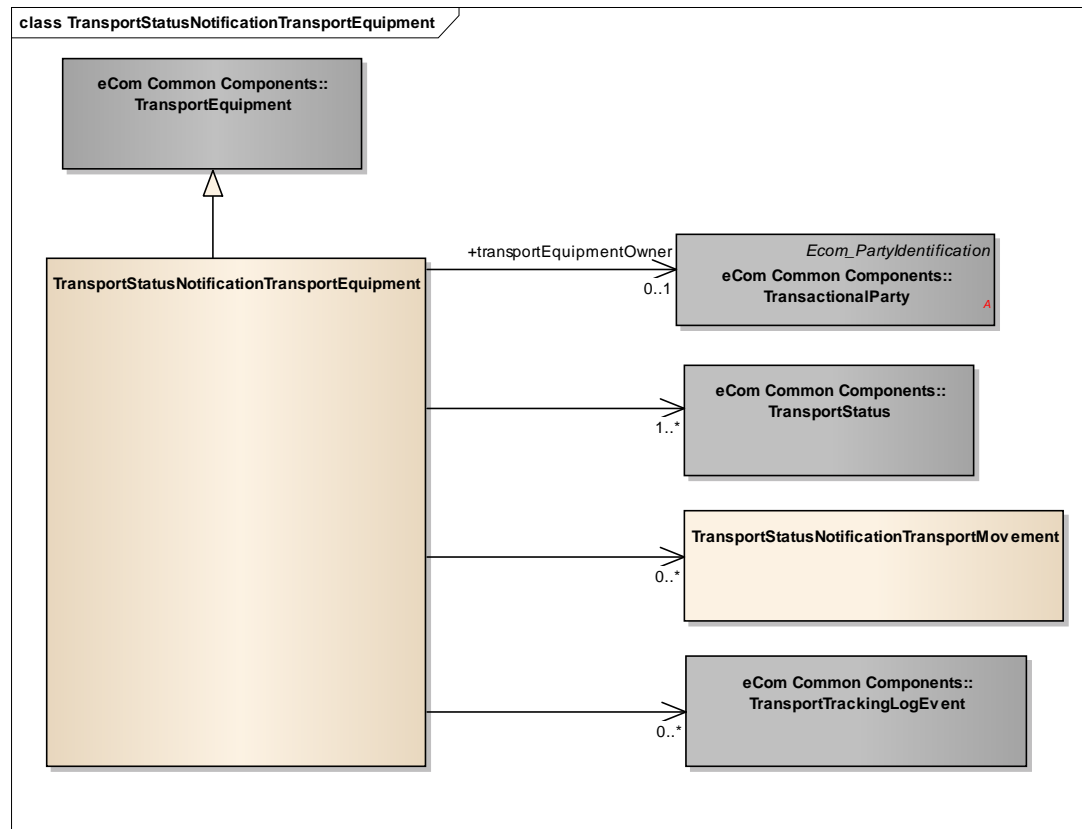 class TransportStatusNotificationTransportEquipment
eCom Common Components::
TransportEquipment
TransportStatusNotificationTransportEquipment
+transportEquipmentOwner
0..1
Ecom_PartyIdentification
eCom Common Components::
TransactionalParty
A
eCom Common Components::
TransportStatus
1..*
TransportStatusNotificationTransportMovement
0..*
eCom Common Components::
TransportTrackingLogEvent
0..*